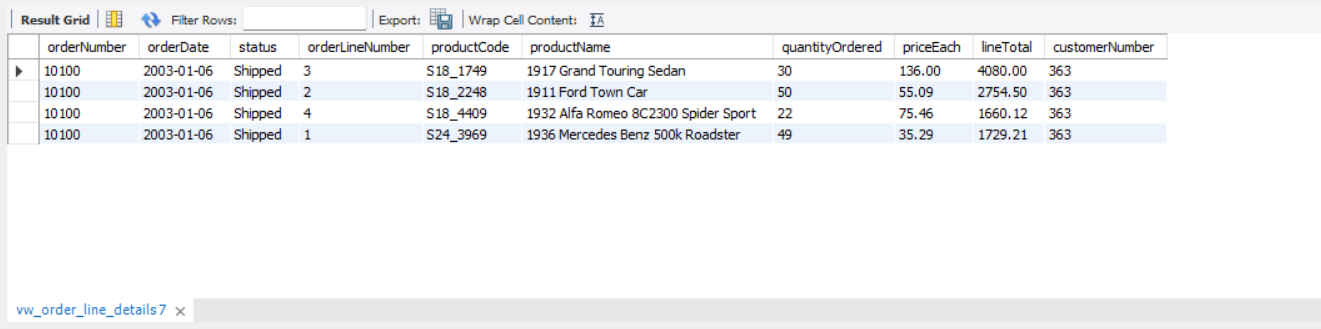 Result Grid Filter Rows: Export: Wrap Cell Content: IA
orderNumber orderDate status orderLineNumber productCode productName quantityOrdered priceEach lineTotal customerNumber
10100 2003-01-06 Shipped 3 S18_1749 1917 Grand Touring Sedan 30 136.00 4080.00 363
10100 2003-01-06 Shipped 2 S18_2248 1911 Ford Town Car 50 55.09 2754.50 363
10100 2003-01-06 Shipped 4 S18_4409 1932 Alfa Romeo 8C2300 Spider Sport 22 75.46 1660.12 363
10100 2003-01-06 Shipped 1 S24_3969 1936 Mercedes Benz 500k Roadster 49 35.29 1729.21 363
vw_order_line_details7